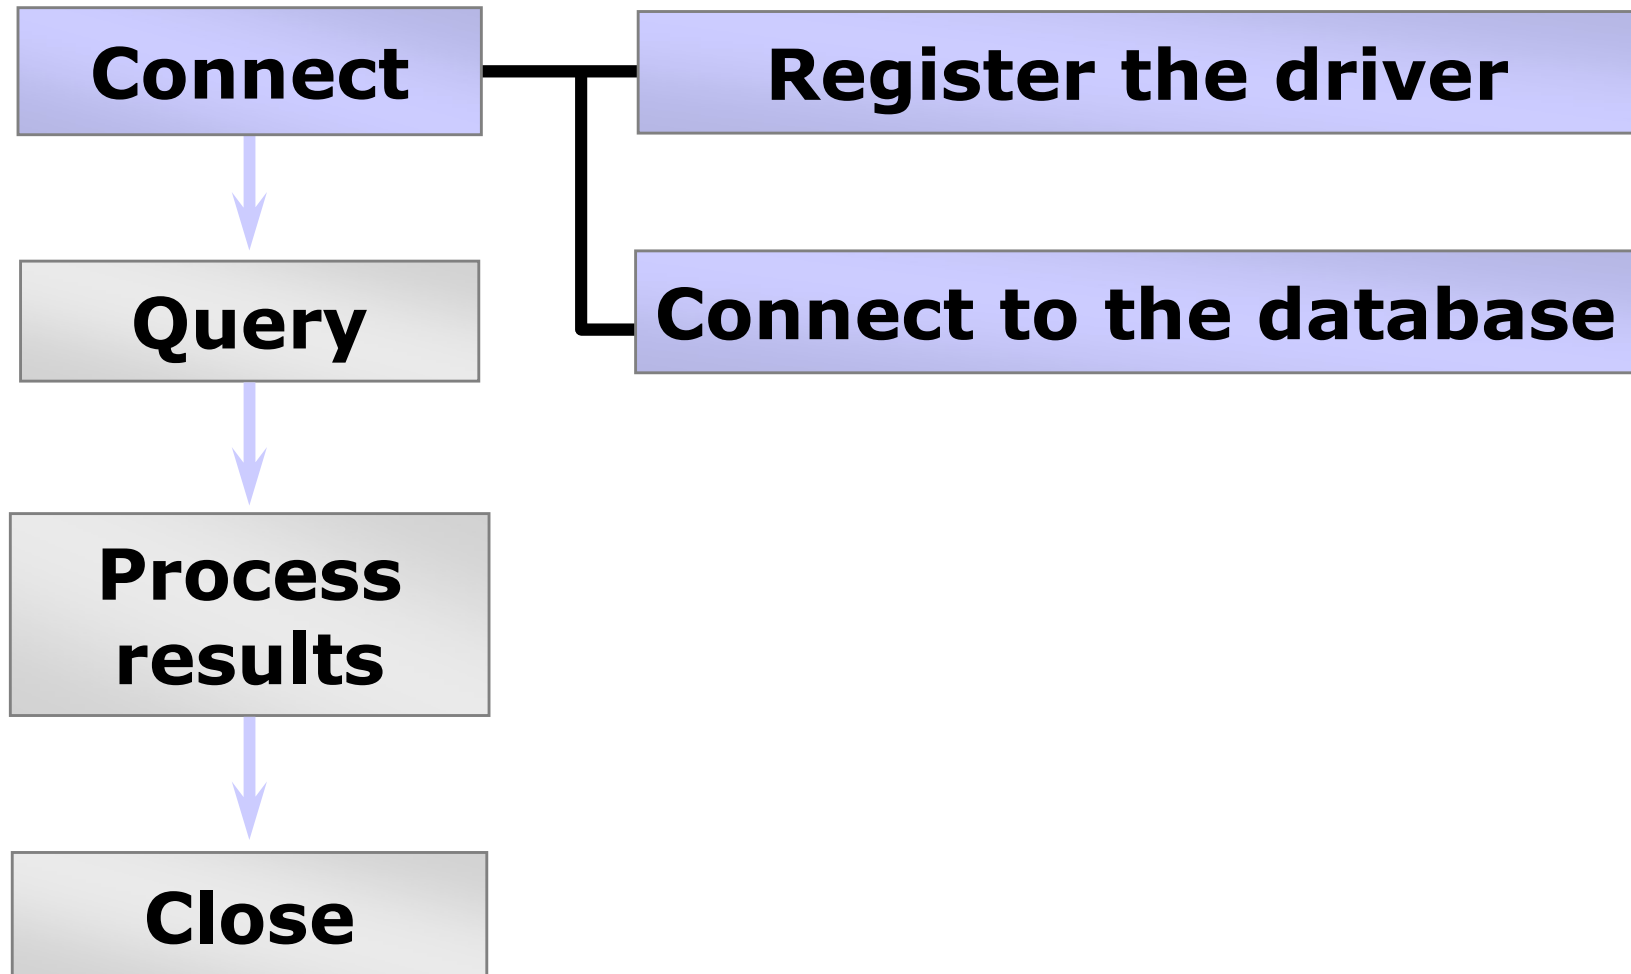 Connect
Register the driver
Query
Connect to the database
Process
results
Close